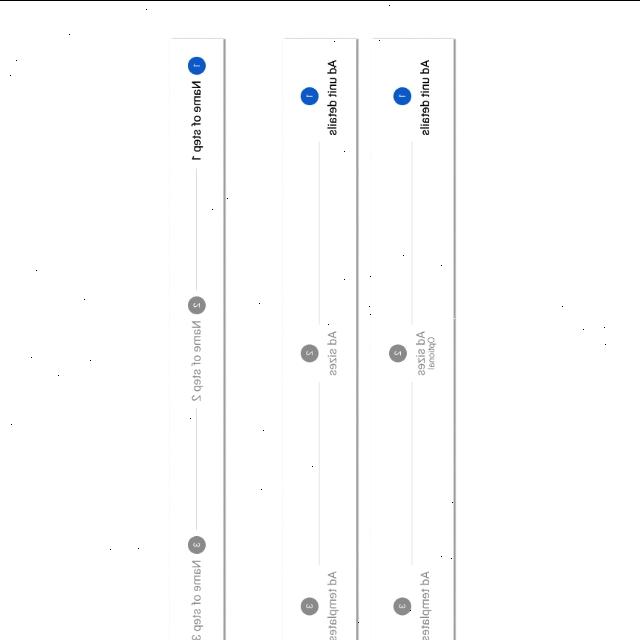 1 Name of step 1
2 Name of step 2
3 Name of step 3
1
Ad unit details
2
Ad sizes
3
Ad templates
1
Ad unit details
2
Ad sizes
Optional
3
Ad templates